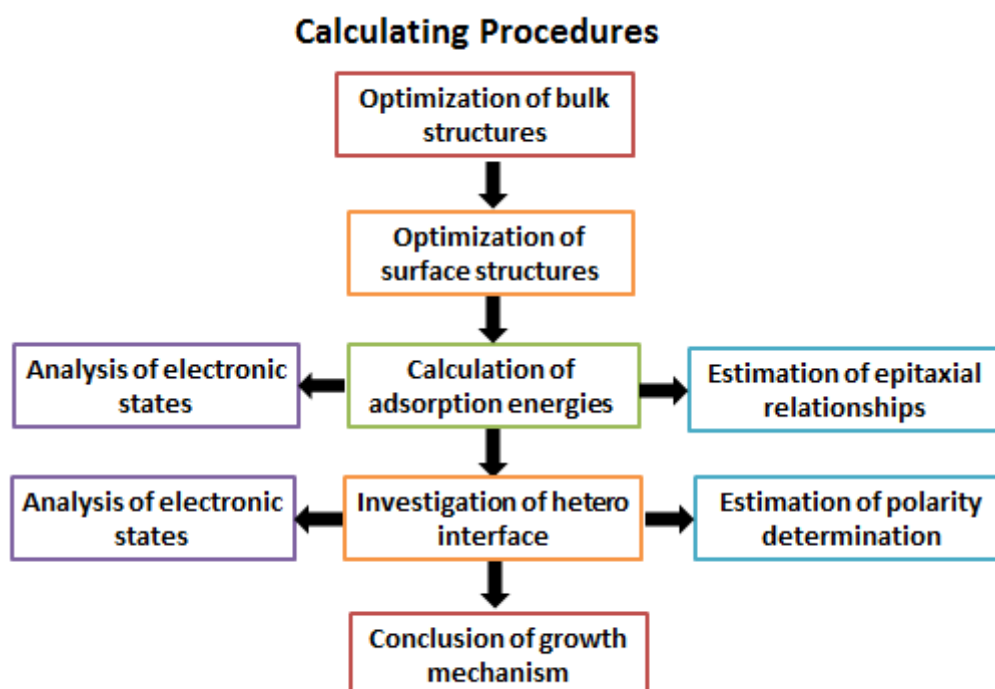 Calculating Procedures
Optimization of bulk
structures
Optimization of
surface structures
Analysis of electronic
states
Calculation of
adsorption energies
Estimation of epitaxial
relationships
Analysis of electronic
states
Investigation of hetero
interface
Estimation of polarity
determination
Conclusion of growth
mechanism